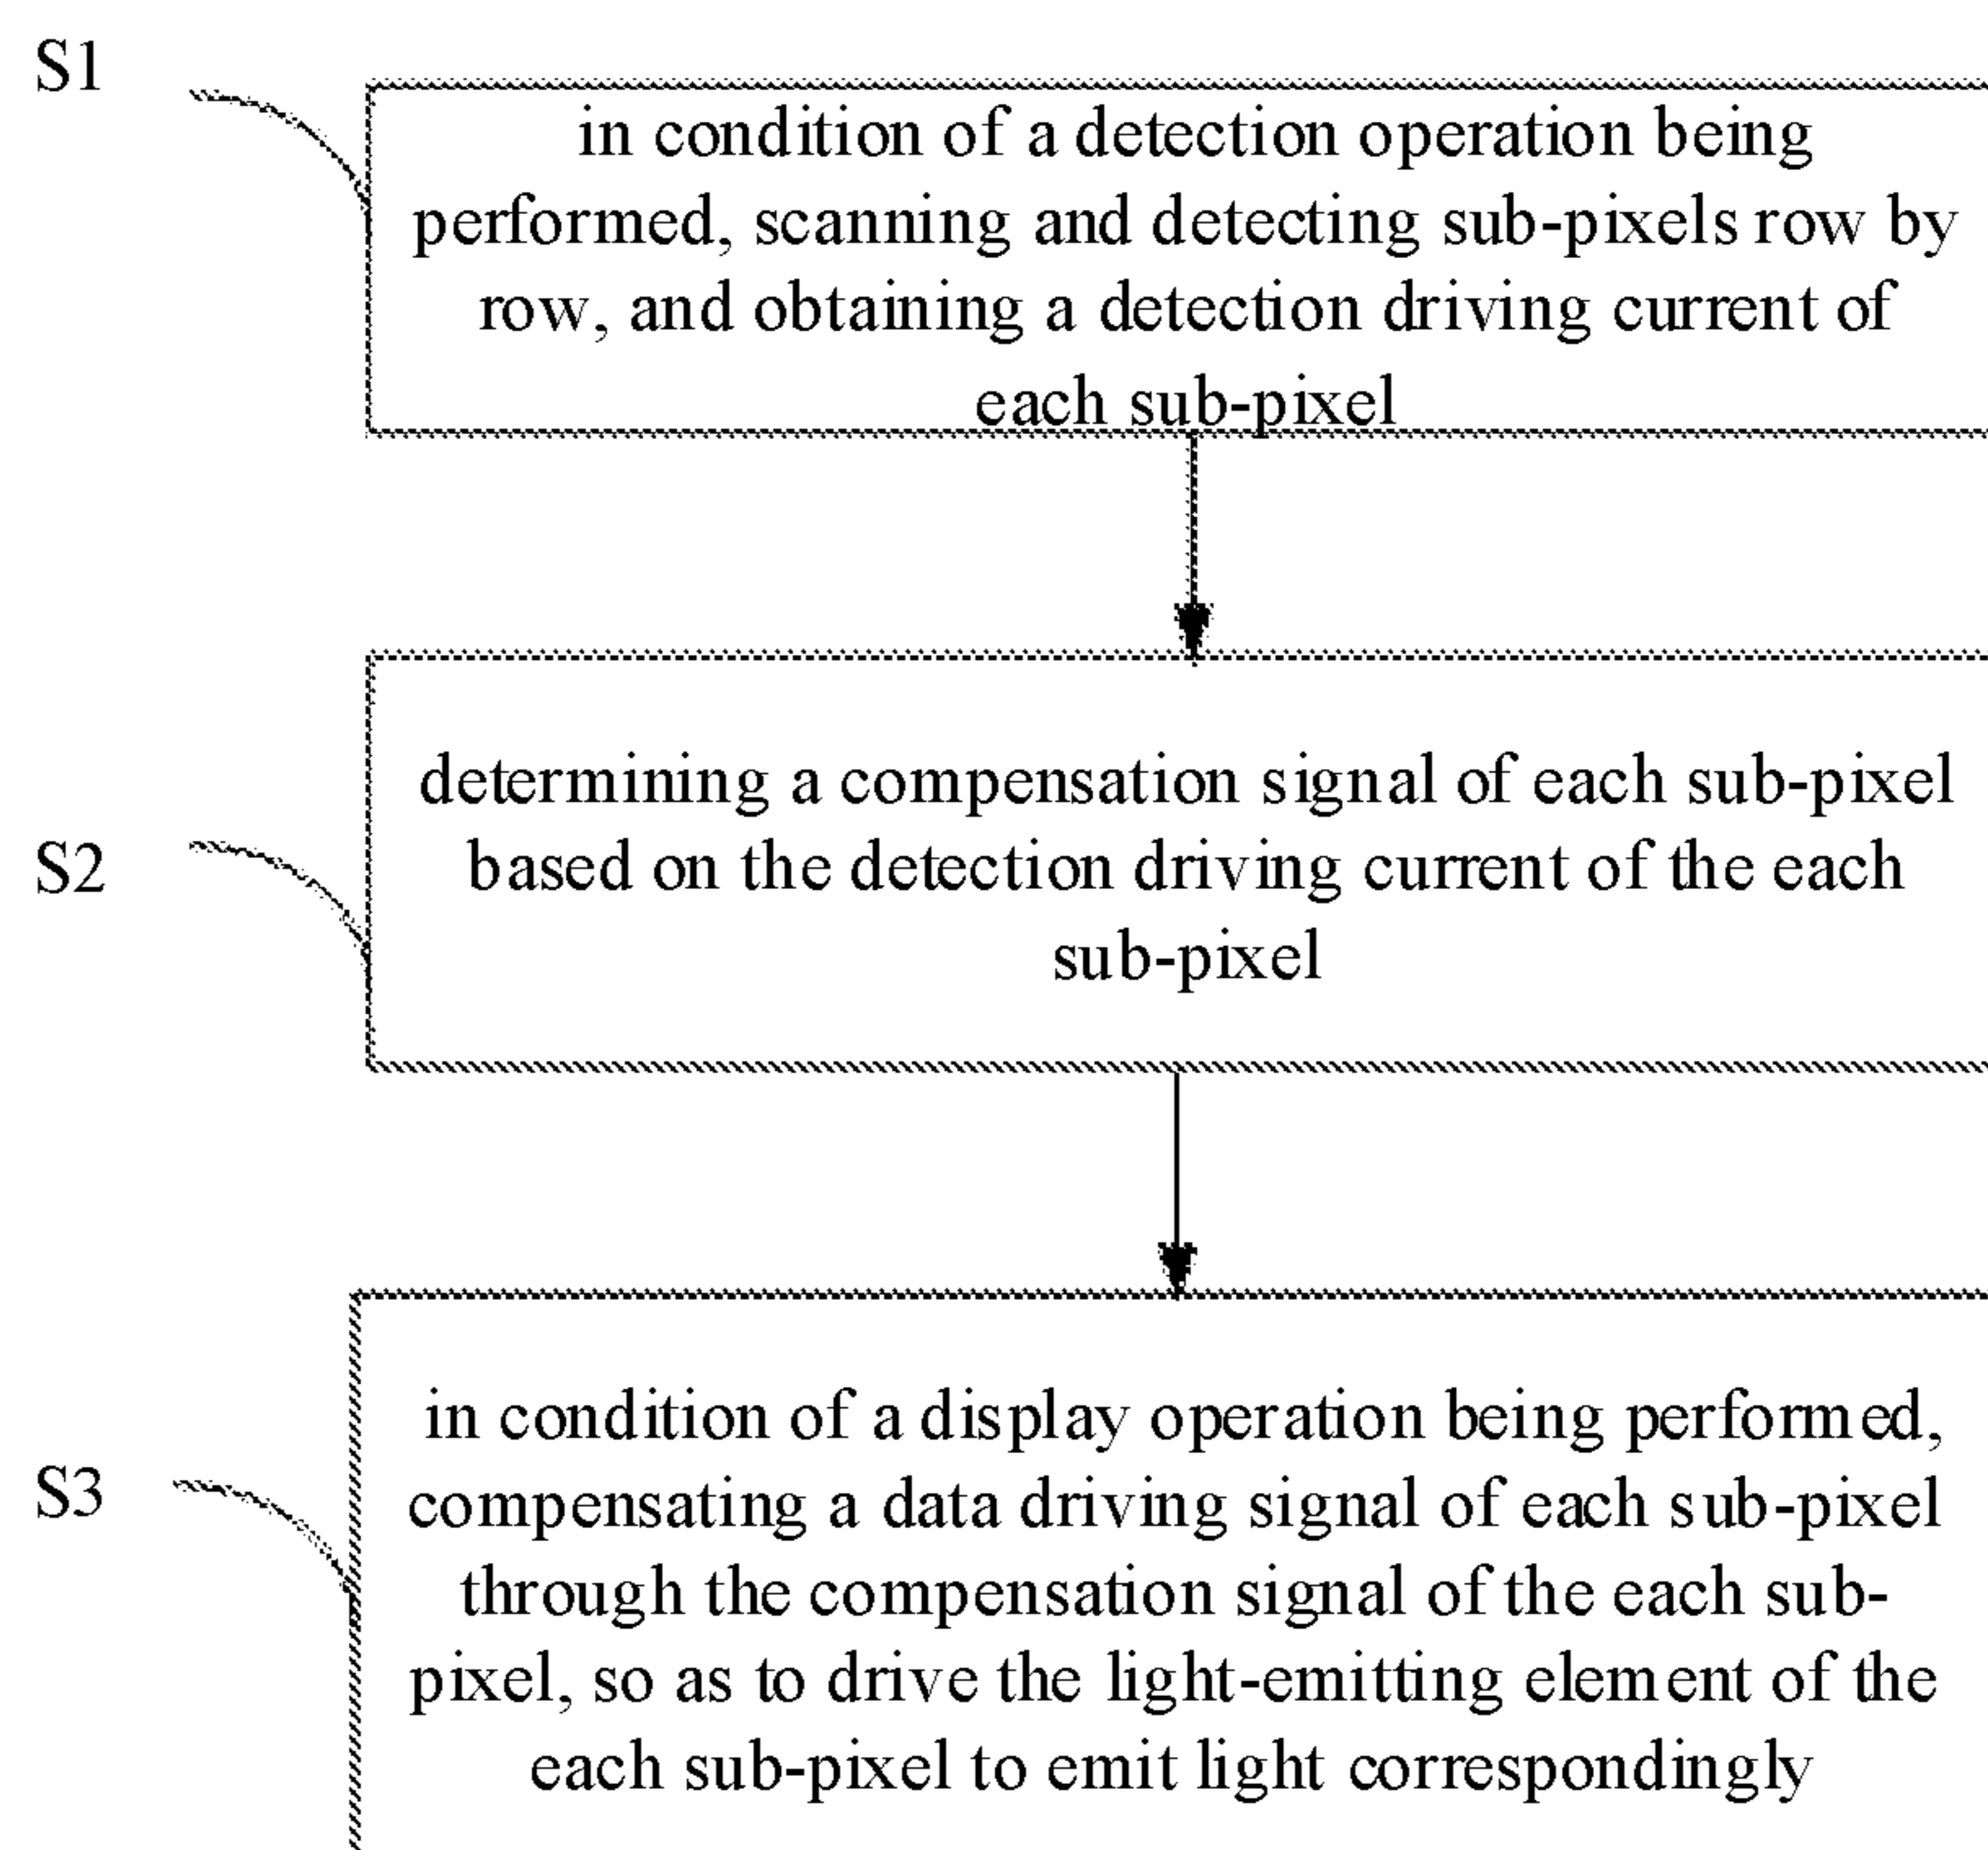 S1
in condition of a detection operation being
performed, scanning and detecting sub-pixels row by
row, and obtaining a detection driving current of
each sub-pixel
S2
determining a compensation signal of each sub-pixel
based on the detection driving current of the each
sub-pixel
S3
in condition of a display operation being performed,
compensating a data driving signal of each sub-pixel
through the compensation signal of the each sub-
pixel, so as to drive the light-emitting element of the
each sub-pixel to emit light correspondingly